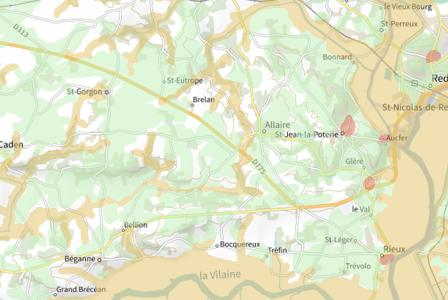 le Vieux Bourg
St-Perreux
D313
Bonnard
St-Eutrope
Red
St-Gorgon
Brelan
St-Nicolas-de-Re
Allaire
St-Jean-la-Poterie
Aucfer
Caden
Gléré
D775
le Val
Bellion
St-Léger
Bocquereux
Tréfin
Rieux
Béganne
Trévolo
la Vilaine
Grand Brécéan